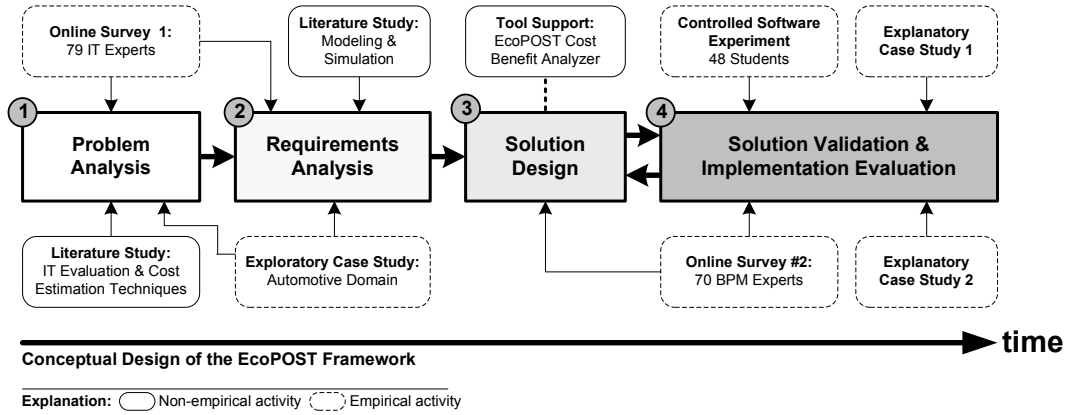 Online Survey 1:
79 IT Experts
Literature Study:
Modeling &
Simulation
Tool Support:
EcoPOST Cost
Benefit Analyzer
Controlled Software
Experiment
48 Students
Explanatory
Case Study 1
1
Problem
Analysis
2
Requirements
Analysis
3
Solution
Design
4
Solution Validation &
Implementation Evaluation
Literature Study:
IT Evaluation & Cost
Estimation Techniques
Exploratory Case Study:
Automotive Domain
Online Survey #2:
70 BPM Experts
Explanatory
Case Study 2
time
Conceptual Design of the EcoPOST Framework
Explanation: Non-empirical activity Empirical activity